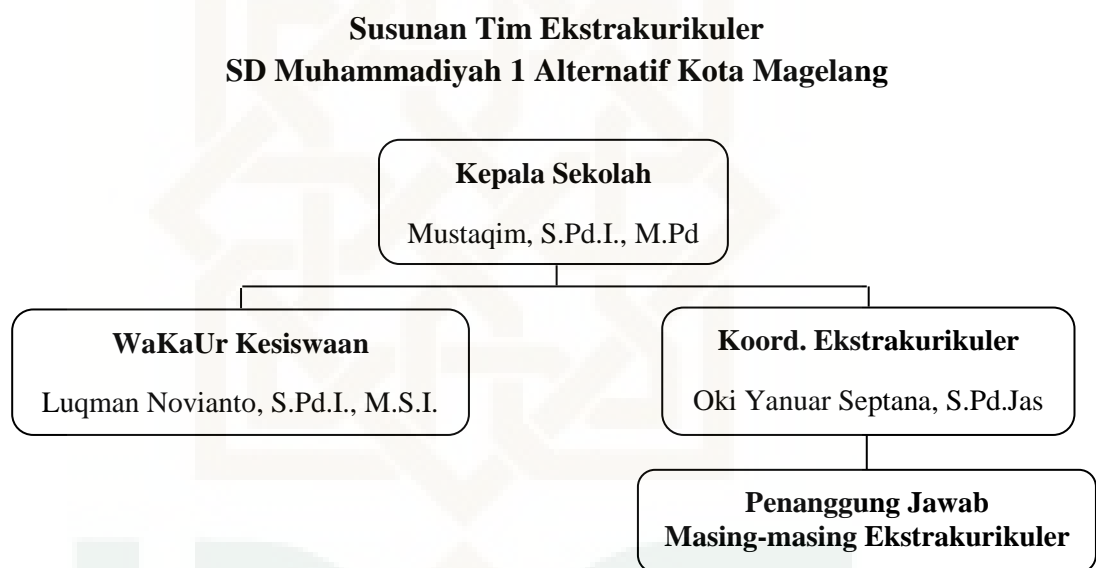 Susunan Tim Ekstrakurikuler
SD Muhammadiyah 1 Alternatif Kota Magelang
Kepala Sekolah
Mustaqim, S.Pd.I., M.Pd
WaKaUr Kesiswaan
Luqman Novianto, S.Pd.I., M.S.I.
Koord. Ekstrakurikuler
Oki Yanuar Septana, S.Pd.Jas
Penanggung Jawab
Masing-masing Ekstrakurikuler